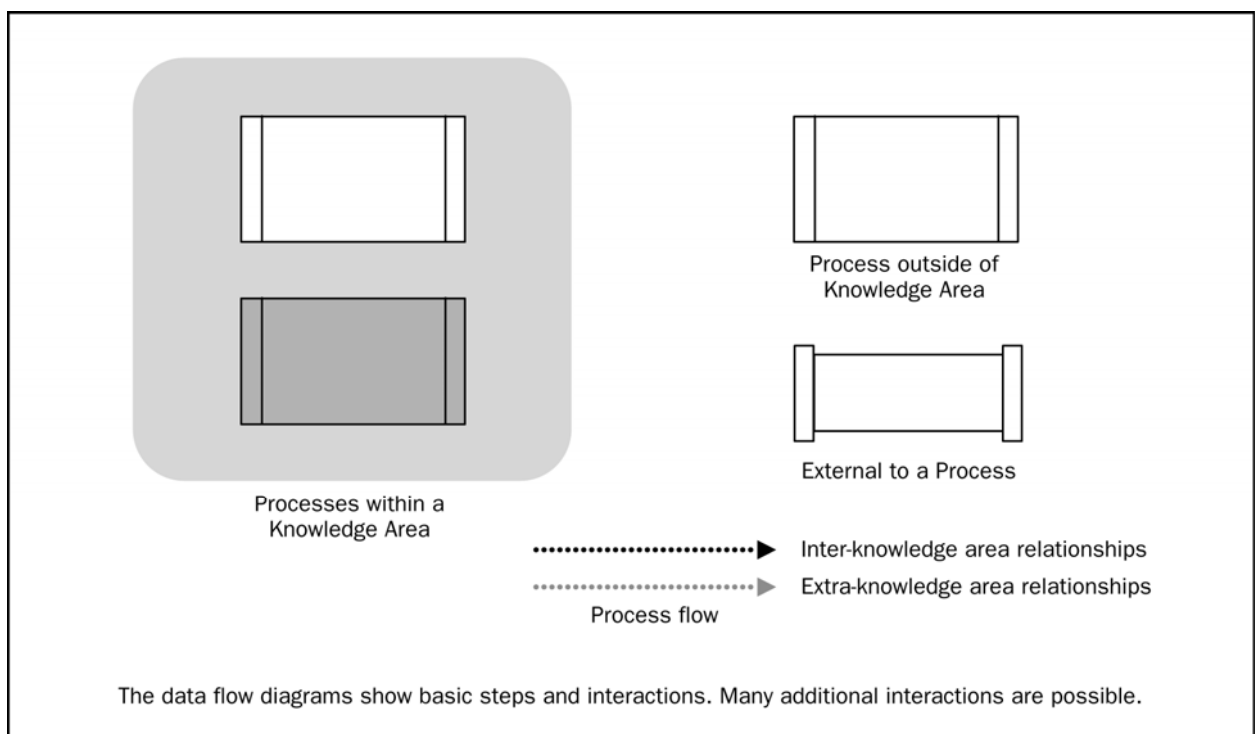 Process outside of
Knowledge Area
External to a Process
Processes within a
Knowledge Area
Inter-knowledge area relationships
Extra-knowledge area relationships
Process flow
The data flow diagrams show basic steps and interactions. Many additional interactions are possible.